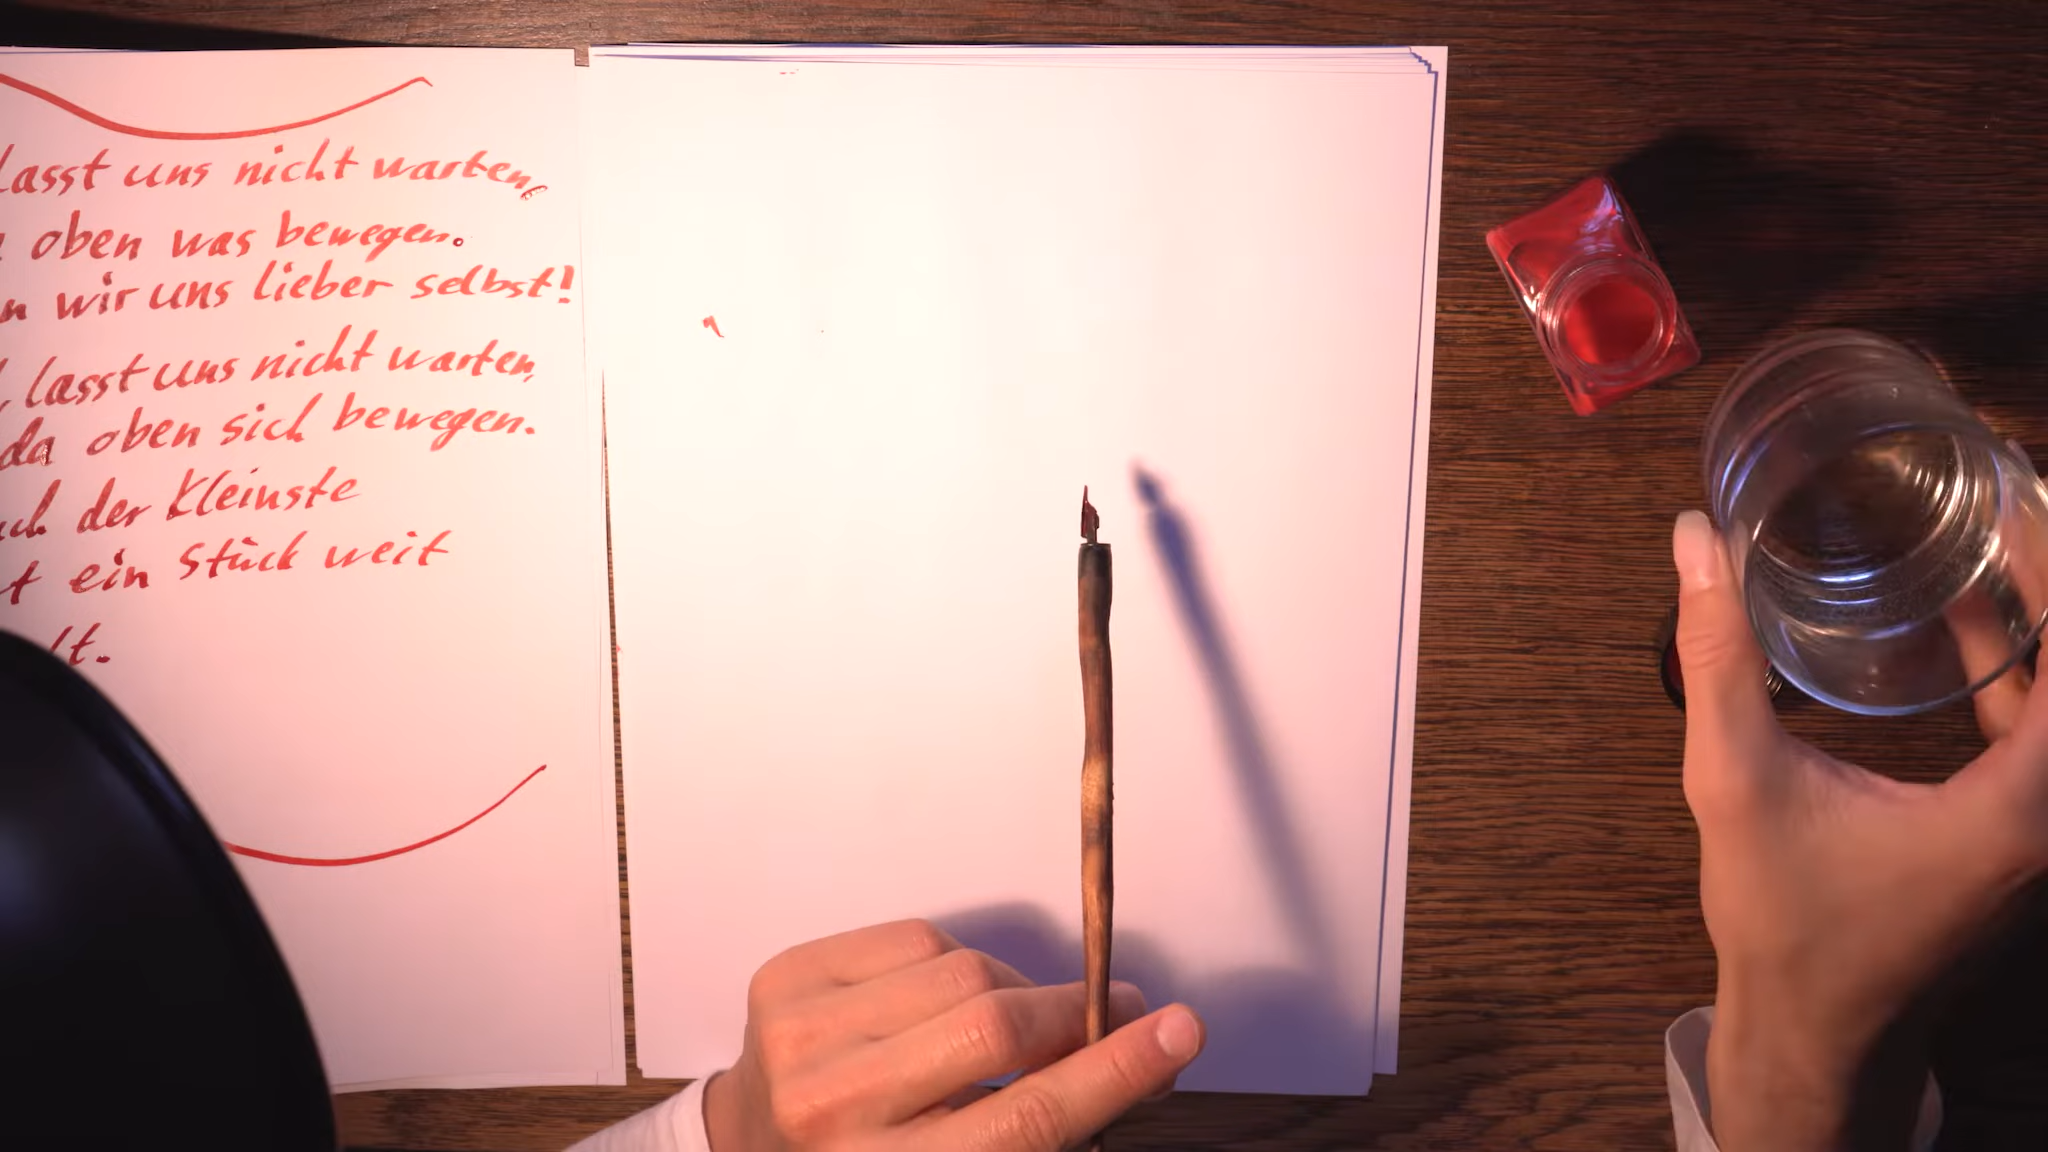 lasst uns nicht warten,
oben was bewegen.
wir uns lieber selbst!
lasst uns nicht warten,
da oben sich bewegen.
der Kleinste
ein Stück weit